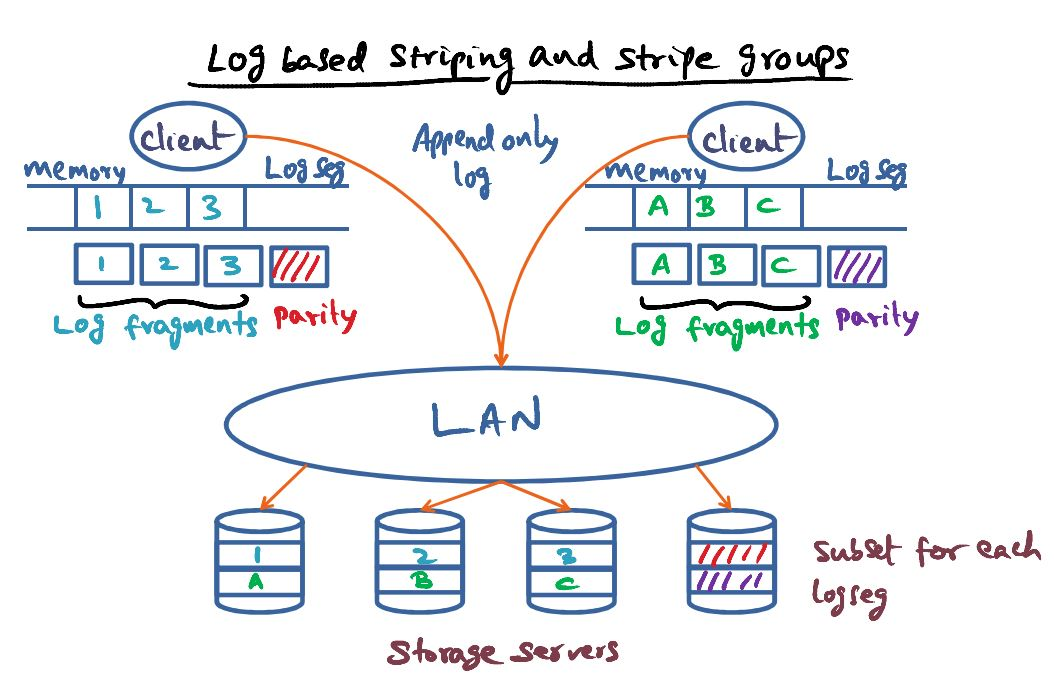 Log based striping and stripe groups
client
memory
Log seg
1 2 3
1 2 3
Log fragments
parity
Append only
log
client
memory
Log seg
A B C
A B C
Log fragments
parity
LAN
1 2 3
A B C
subset for each
logseg
Storage servers